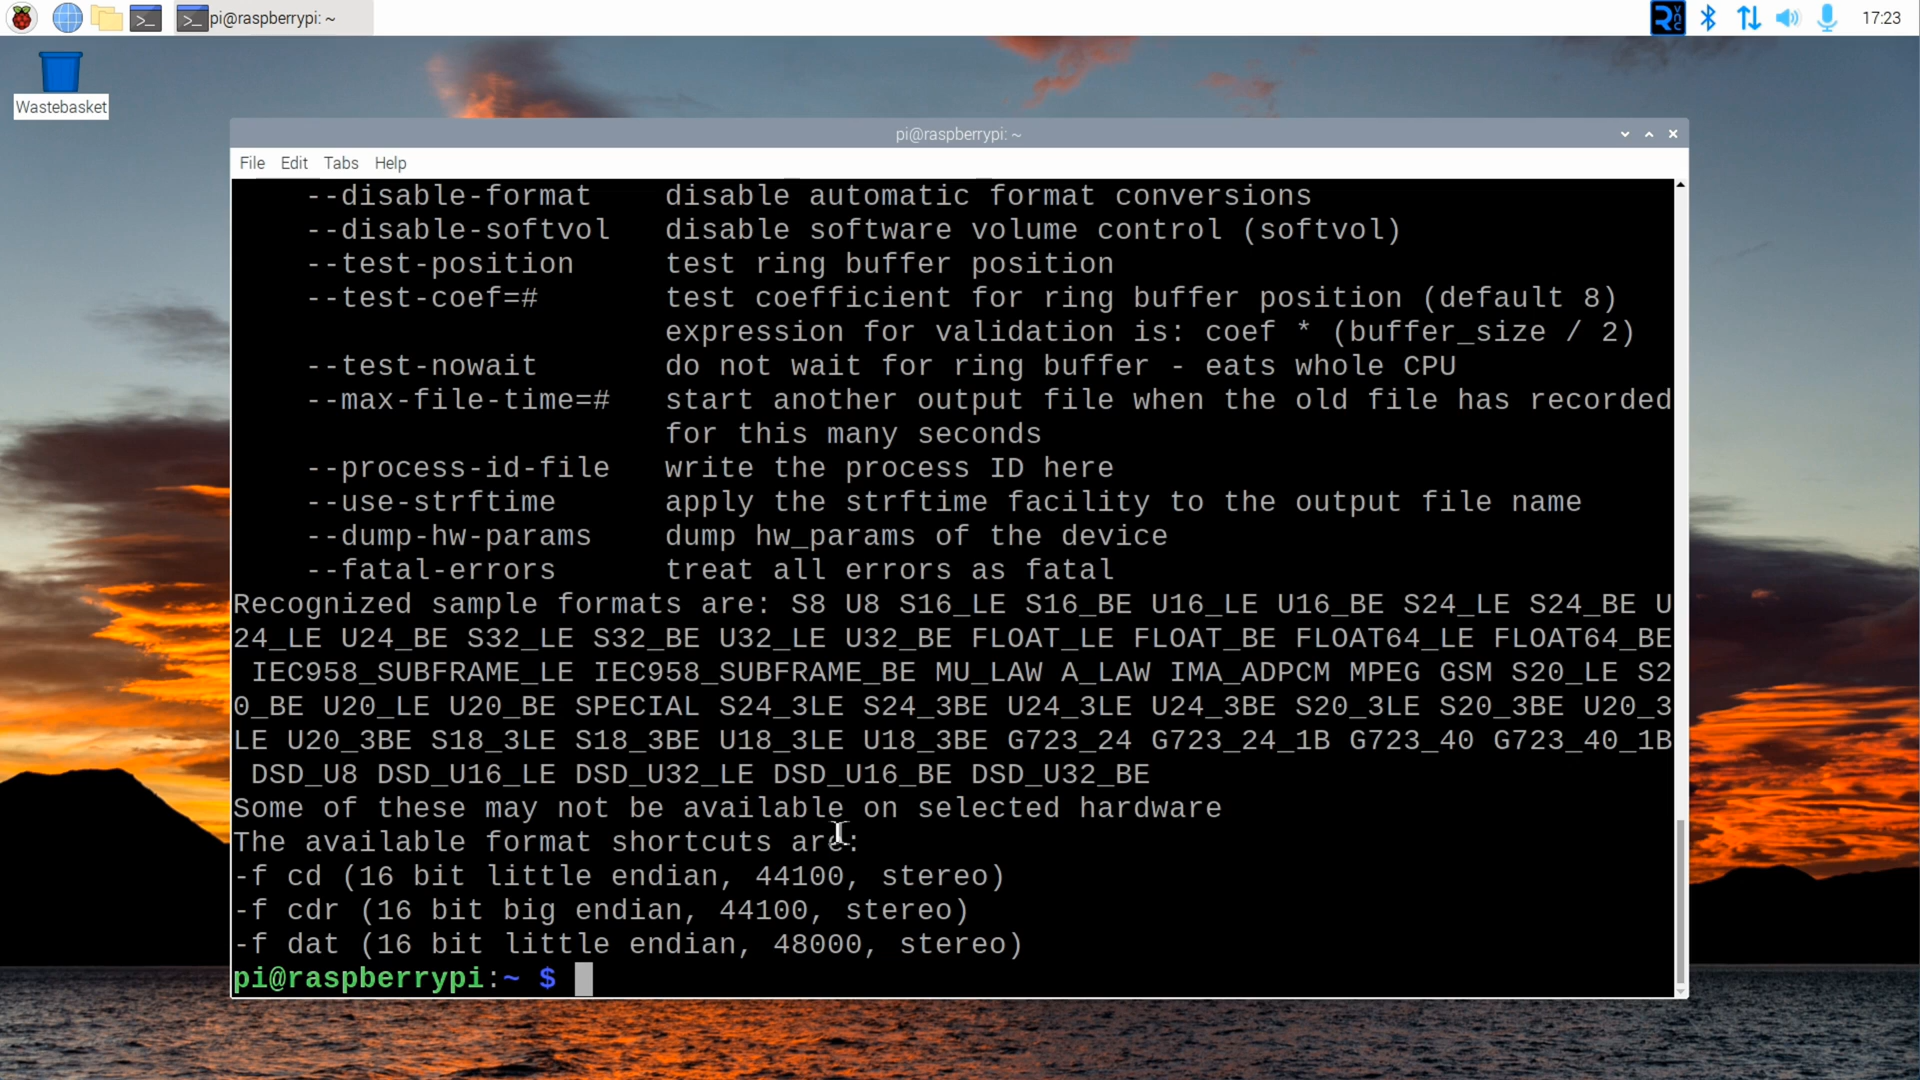 pi@raspberrypi: ~
17:23
Wastebasket
pi@raspberrypi: ~
File Edit Tabs Help
--disable-format disable automatic format conversions
--disable-softvol disable software volume control (softvol)
--test-position test ring buffer position
--test-coef=# test coefficient for ring buffer position (default 8)
expression for validation is: coef * (buffer_size / 2)
--test-nowait do not wait for ring buffer - eats whole CPU
--max-file-time=# start another output file when the old file has recorded
for this many seconds
--process-id-file write the process ID here
--use-strftime apply the strftime facility to the output file name
--dump-hw-params dump hw_params of the device
--fatal-errors treat all errors as fatal
Recognized sample formats are: S8 U8 S16_LE S16_BE U16_LE U16_BE S24_LE S24_BE U
24_LE U24_BE S32_LE S32_BE U32_LE U32_BE FLOAT_LE FLOAT_BE FLOAT64_LE FLOAT64_BE
IEC958_SUBFRAME_LE IEC958_SUBFRAME_BE MU_LAW A_LAW IMA_ADPCM MPEG GSM S20_LE S2
0_BE U20_LE U20_BE SPECIAL S24_3LE S24_3BE U24_3LE U24_3BE S20_3LE S20_3BE U20_3
LE U20_3BE S18_3LE S18_3BE U18_3LE U18_3BE G723_24 G723_24_1B G723_40 G723_40_1B
DSD_U8 DSD_U16_LE DSD_U32_LE DSD_U16_BE DSD_U32_BE
Some of these may not be available on selected hardware
The available format shortcuts are:
-f cd (16 bit little endian, 44100, stereo)
-f cdr (16 bit big endian, 44100, stereo)
-f dat (16 bit little endian, 48000, stereo)
pi@raspberrypi:~ $